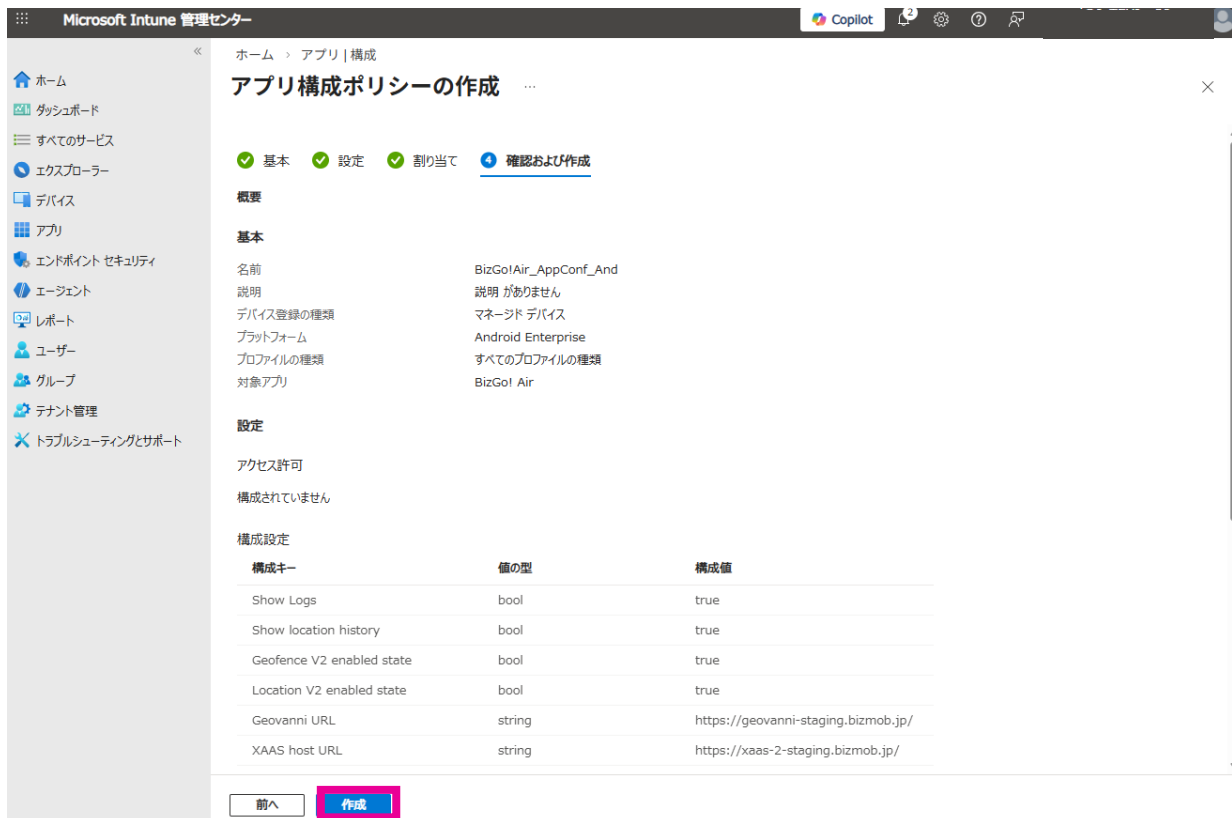 Microsoft Intune 管理センター
Copilot
2
«
ホーム
ダッシュボード
すべてのサービス
エクスプローラー
デバイス
アプリ
エンドポイント セキュリティ
エージェント
レポート
ユーザー
グループ
テナント管理
トラブルシューティングとサポート
ホーム > アプリ | 構成
アプリ構成ポリシーの作成 ...
基本 設定 割り当て 4 確認および作成
概要
基本
名前 BizGo!Air_AppConf_And
説明 説明 がありません
デバイス登録の種類 マネージド デバイス
プラットフォーム Android Enterprise
プロファイルの種類 すべてのプロファイルの種類
対象アプリ BizGo! Air
設定
アクセス許可
構成されていません
構成設定
構成キー 値の型 構成値
Show Logs bool true
Show location history bool true
Geofence V2 enabled state bool true
Location V2 enabled state bool true
Geovanni URL string https://geovanni-staging.bizmob.jp/
XAAS host URL string https://xaas-2-staging.bizmob.jp/
前へ 作成